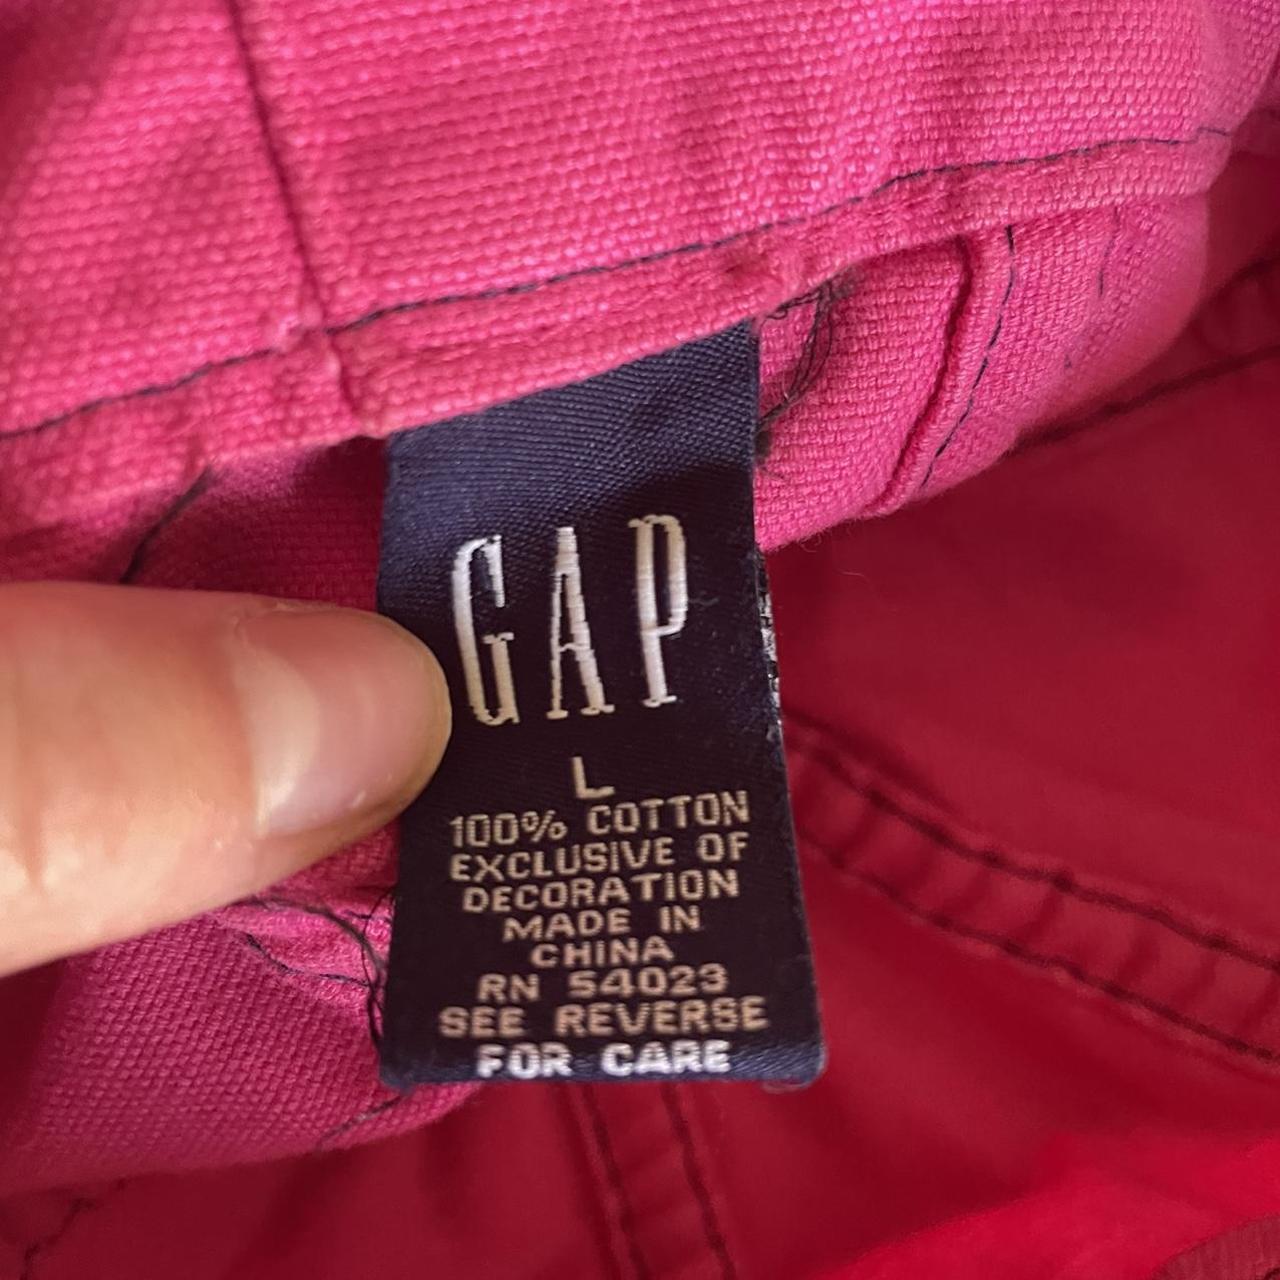 GAP
L
100% COTTON
EXCLUSIVE OF
DECORATION
MADE IN
CHINA
RN 54023
SEE REVERSE
FOR CARE